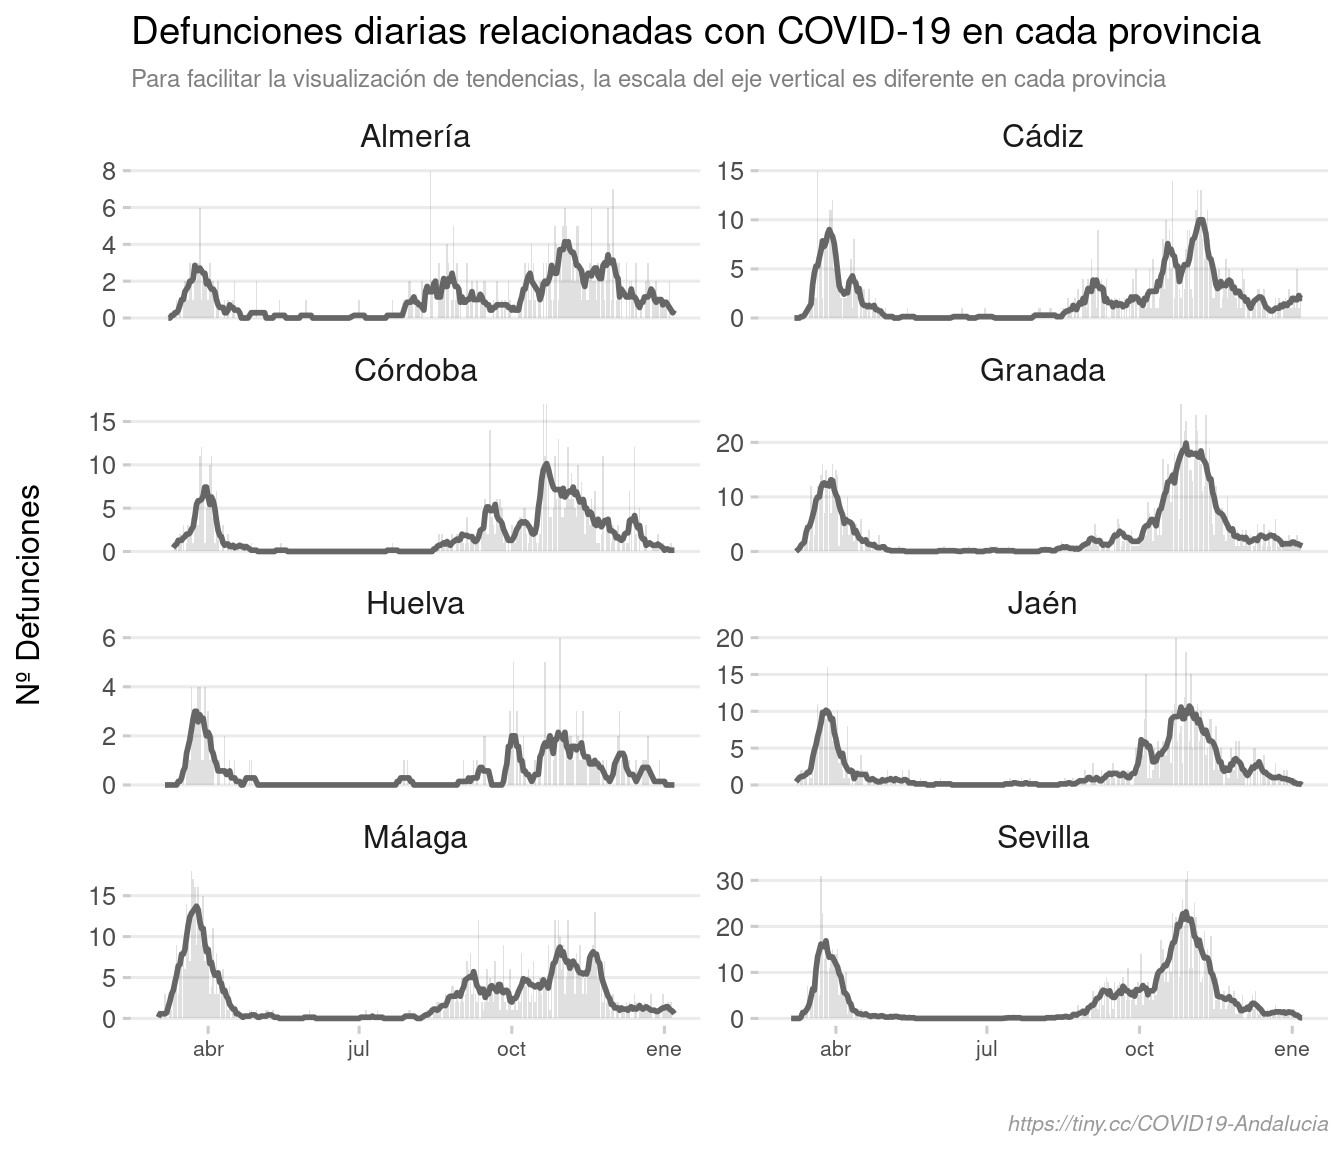 Defunciones diarias relacionadas con COVID-19 en cada provincia
Para facilitar la visualización de tendencias, la escala del eje vertical es diferente en cada provincia
Nº Defunciones
Almería
8
6
4
2
0
Cádiz
15
10
5
0
Córdoba
15
10
5
0
Granada
20
10
0
Huelva
6
4
2
0
Jaén
20
15
10
5
0
Málaga
15
10
5
0
abr jul oct ene
Sevilla
30
20
10
0
abr jul oct ene
https://tiny.cc/COVID19-Andalucia